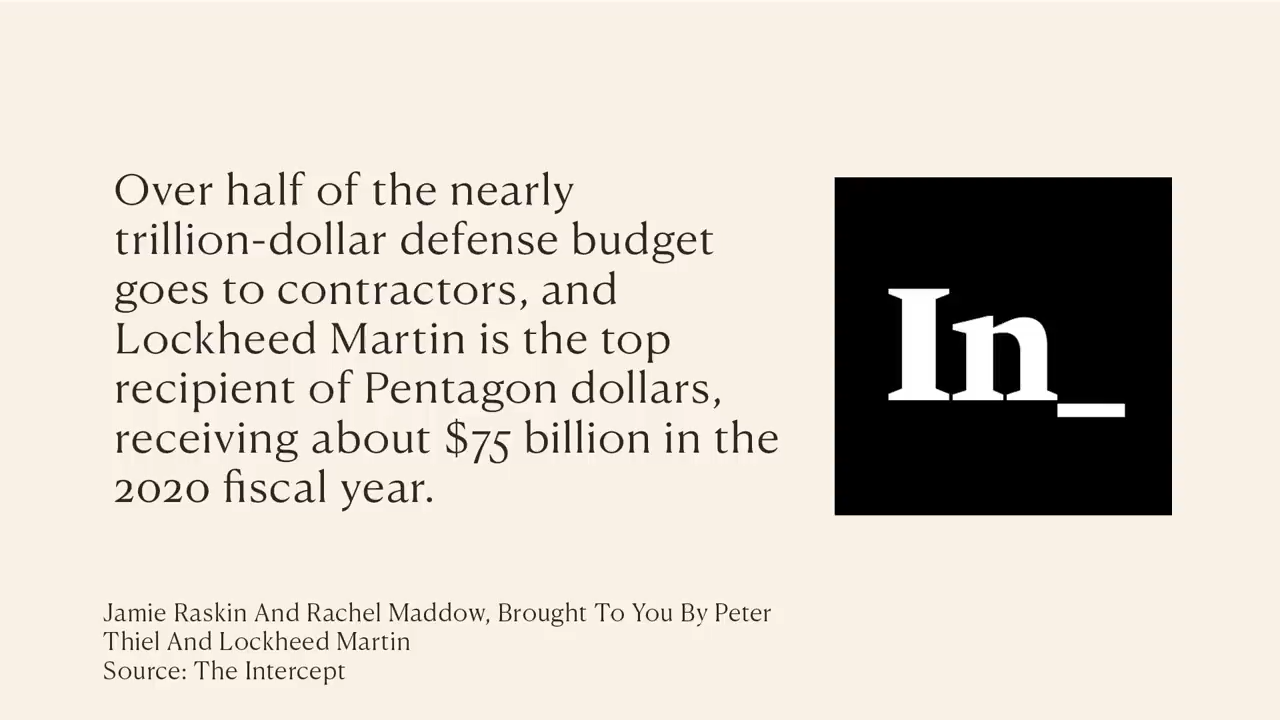 Over half of the nearly
trillion-dollar defense budget
goes to contractors, and
Lockheed Martin is the top
recipient of Pentagon dollars,
receiving about $75 billion in the
2020 fiscal year.
In_
Jamie Raskin And Rachel Maddow, Brought To You By Peter
Thiel And Lockheed Martin
Source: The Intercept